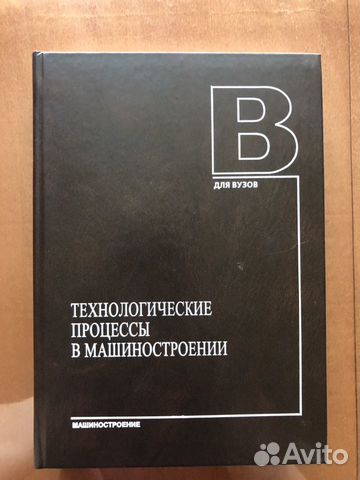 В
ДЛЯ ВУЗОВ
ТЕХНОЛОГИЧЕСКИЕ
ПРОЦЕССЫ
В МАШИНОСТРОЕНИИ
МАШИНОСТРОЕНИЕ
Avito